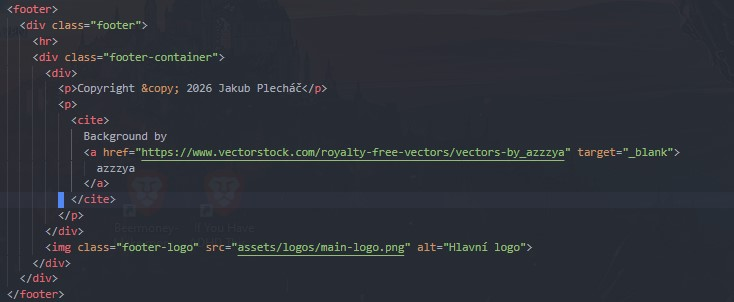 <footer>
<div class="footer">
<hr>
<div class="footer-container">
<div>
<p>Copyright &copy; 2026 Jakub Plecháč</p>
<p>
<cite>
Background by
<a href="https://www.vectorstock.com/royalty-free-vectors/vectors-by_azzzya" target="_blank">
azzzya
</a>
</cite>
</p>
</div>
<img class="footer-logo" src="assets/logos/main-logo.png" alt="Hlavní logo">
</div>
</div>
</footer>